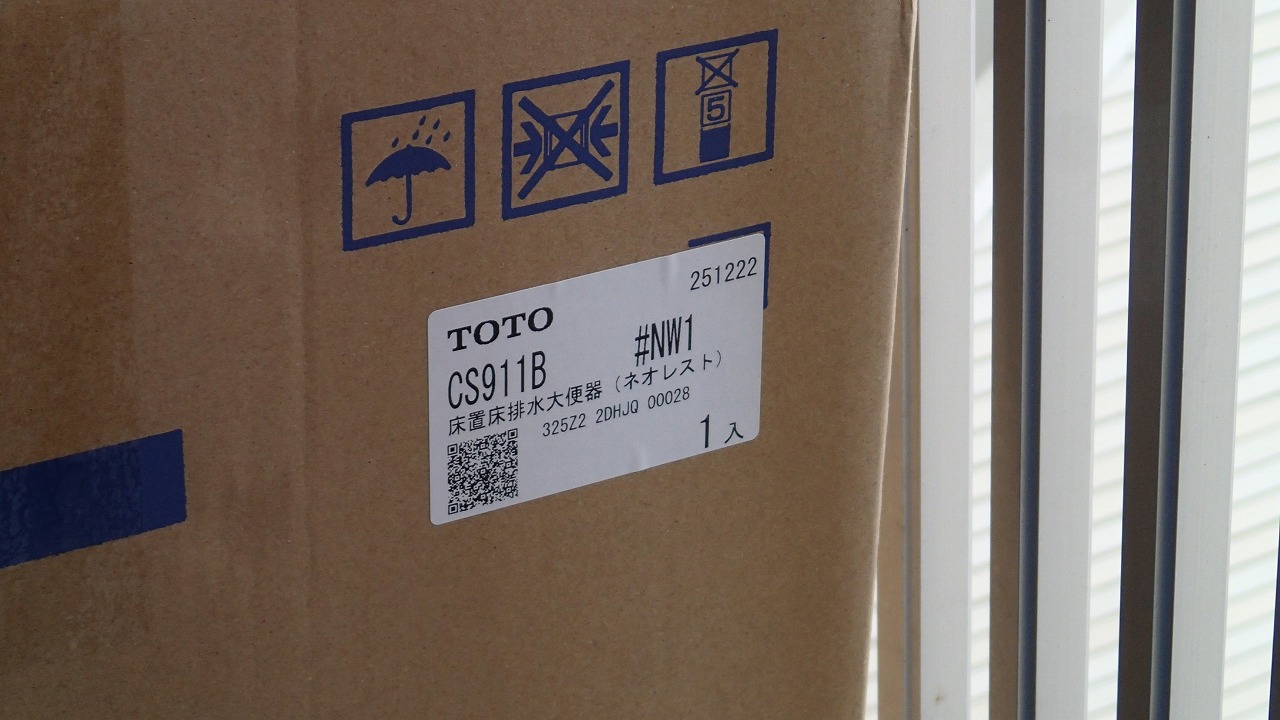 5
251222
TOTO
CS911B #NW1
床置床排水大便器（ネオレスト）
325Z2 2DHJQ 00028
1入